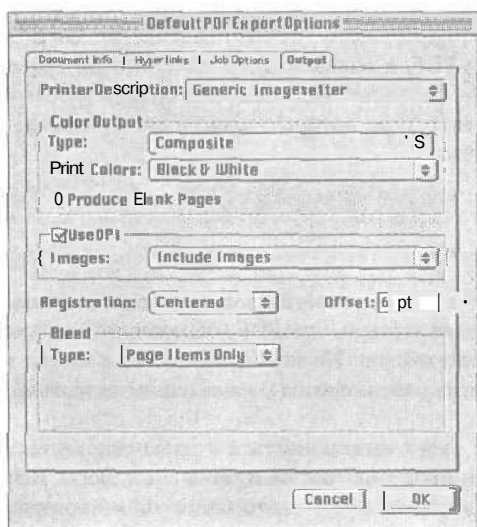 Default PDF Export Options
Document Info | Hyperlinks | Job Options | Output
Printer Description: Generic Imagesetter
Color Output
Type: Composite ' S
Print Colors: Black & White
0 Produce Elank Pages
Use OPI
{ Images: Include Images
Registration: Centered Offset: 6 pt
Bleed
Type: Page Items Only
Cancel OK